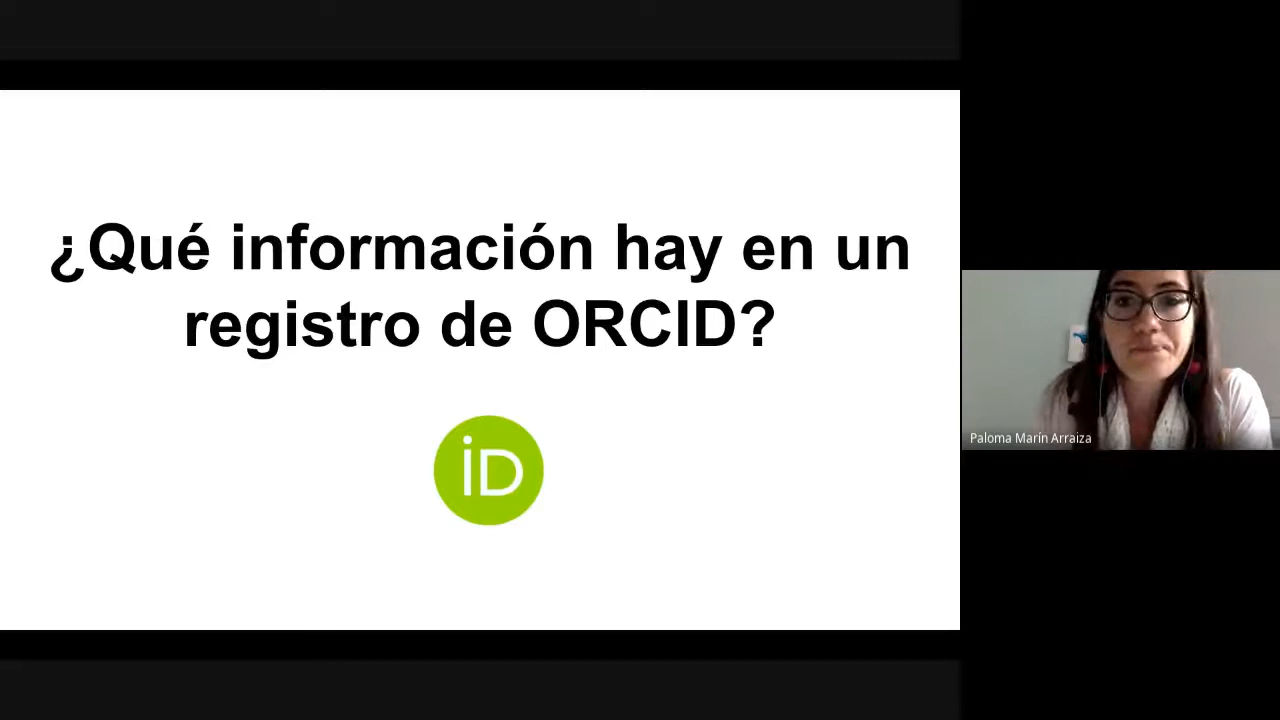 ¿Qué información hay en un
registro de ORCID?
iD
Paloma Marín Arraiza